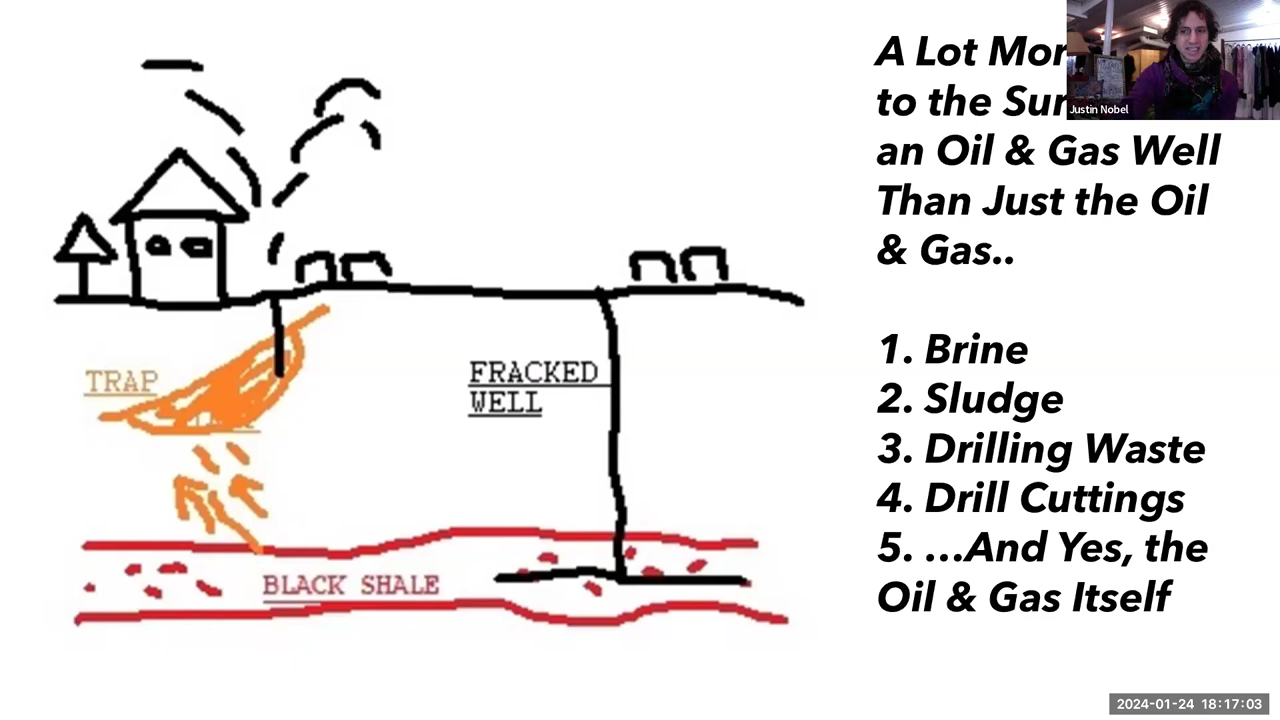 A Lot
to the
an Oil & Gas Well
Than Just the Oil
& Gas..
1. Brine
2. Sludge
3. Drilling Waste
4. Drill Cuttings
5. ...And Yes, the
Oil & Gas Itself
Justin Nobel
TRAP
FRACKED
WELL
BLACK SHALE
2024-01-24 18:17:03